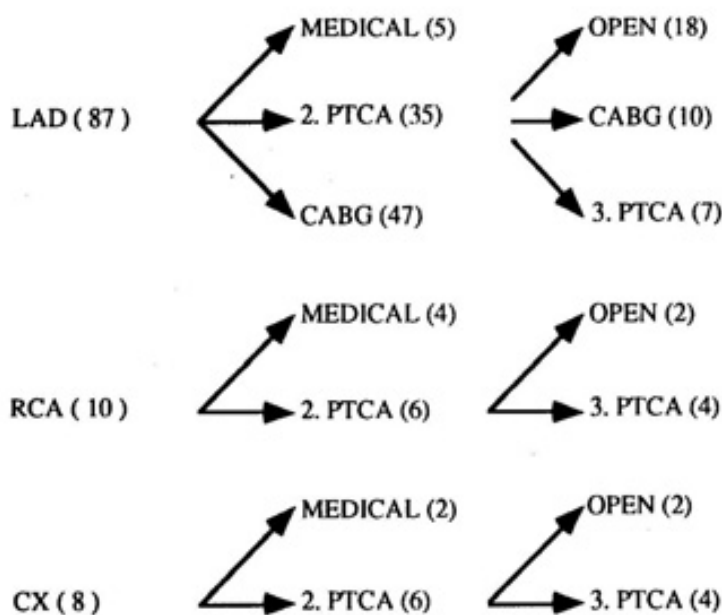 MEDICAL (5) OPEN (18)
LAD ( 87 ) 2. PTCA (35) CABG (10)
CABG (47) 3. PTCA (7)
MEDICAL (4) OPEN (2)
RCA ( 10 ) 2. PTCA (6) 3. PTCA (4)
MEDICAL (2) OPEN (2)
CX ( 8 ) 2. PTCA (6) 3. PTCA (4)